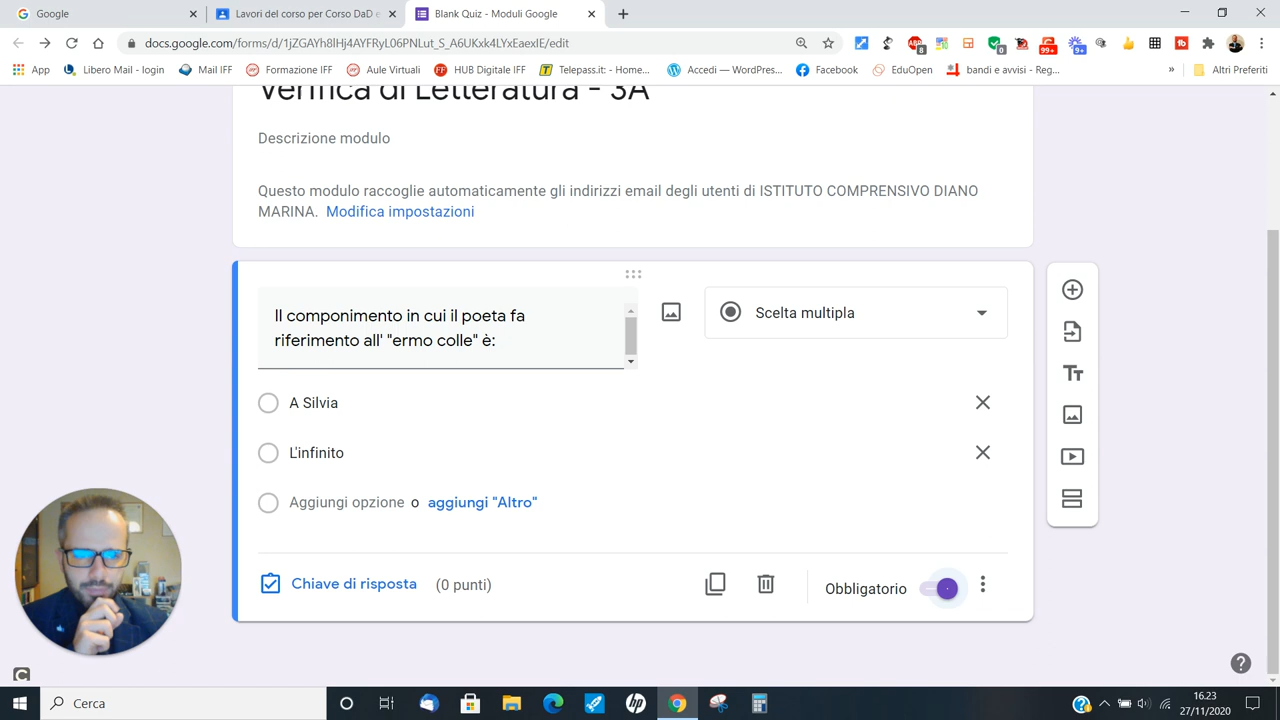 Google
Lavori del corso per Corso DaD e
Blank Quiz - Moduli Google
docs.google.com/forms/d/
/edit
8
0
99+
1
App
Libero Mail - login
Mail IFF
Formazione IFF
Aule Virtuali
HUB Digitale IFF
Telepass.it: - Home...
Accedi — WordPres...
Facebook
EduOpen
bandi e avvisi - Reg...
»
Altri Preferiti
Verifica di Letteratura - 3A
Descrizione modulo
Questo modulo raccoglie automaticamente gli indirizzi email degli utenti di ISTITUTO COMPRENSIVO DIANO
MARINA. Modifica impostazioni
Il componimento in cui il poeta fa
riferimento all' "ermo colle" è:
Scelta multipla
A Silvia
L'infinito
Aggiungi opzione o aggiungi "Altro"
Chiave di risposta (0 punti)
Obbligatorio
Cerca
16.23
27/11/2020